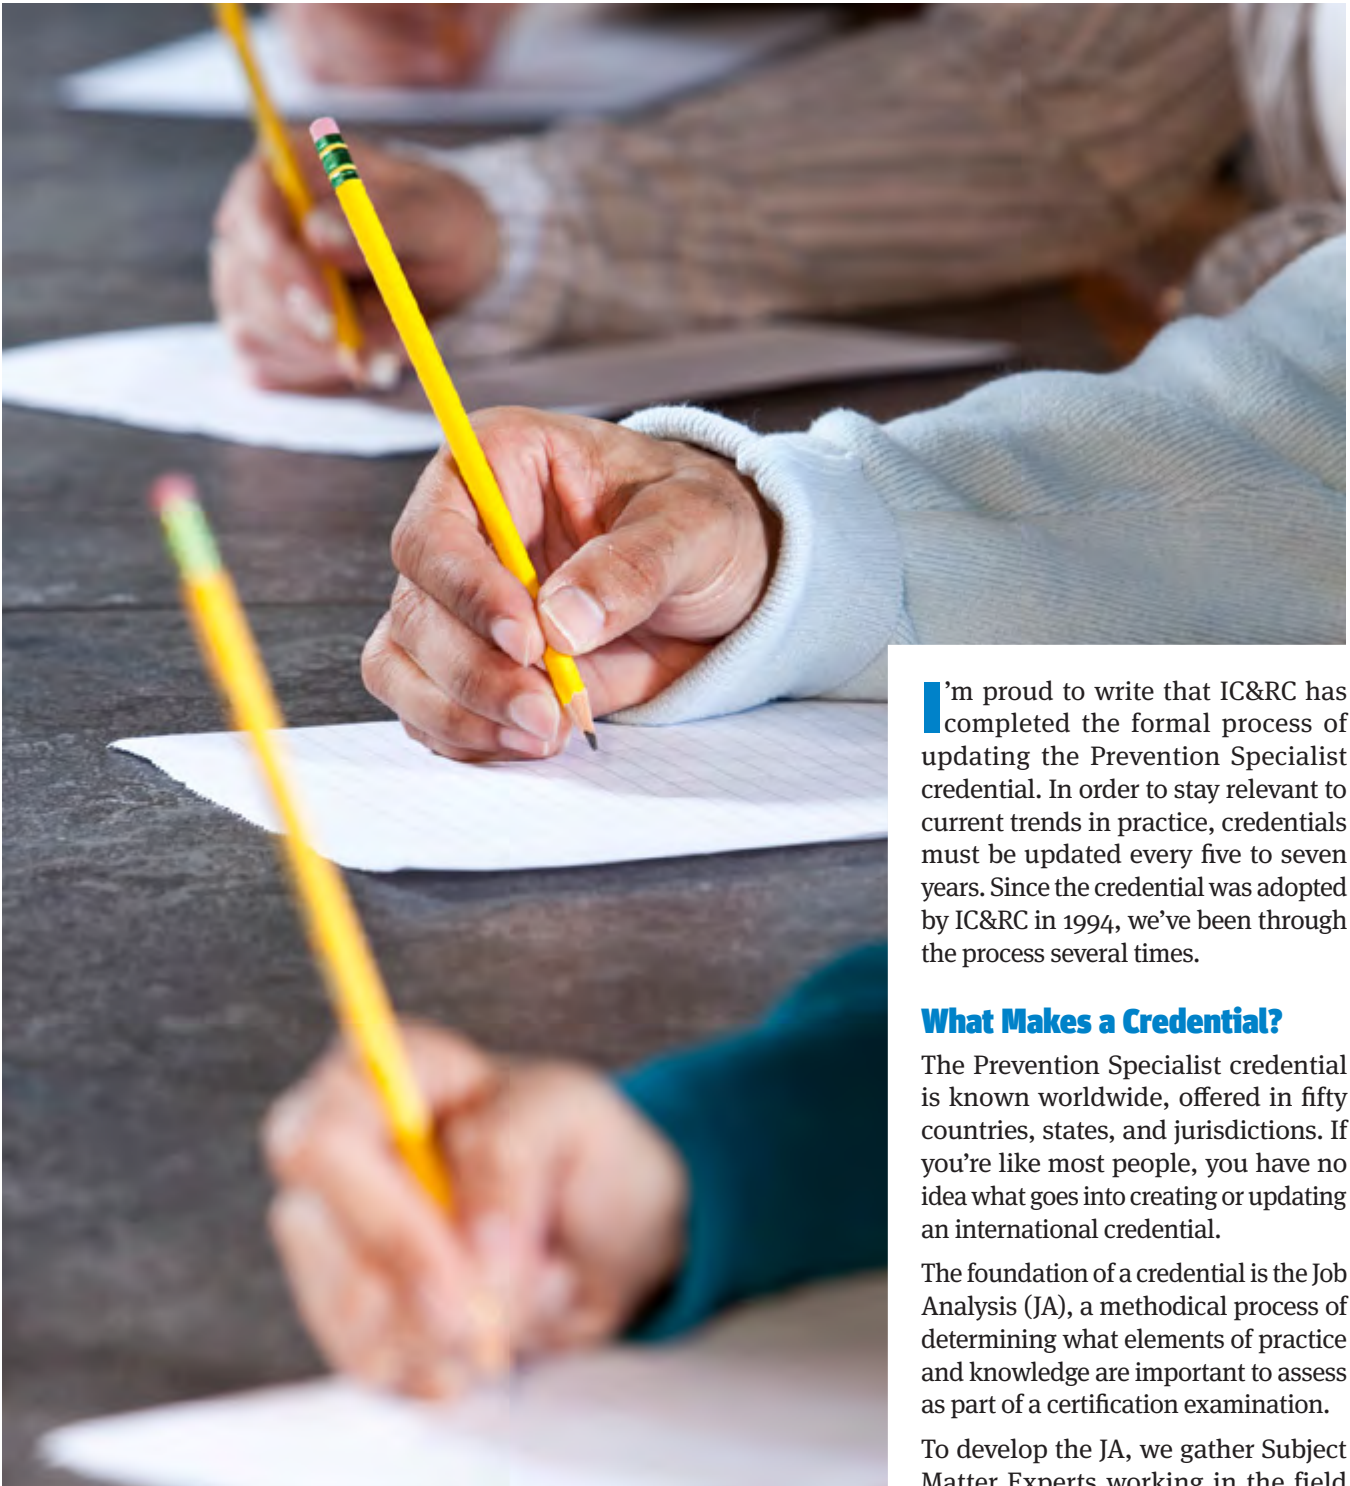 I'm proud to write that IC&RC has
completed the formal process of
updating the Prevention Specialist
credential. In order to stay relevant to
current trends in practice, credentials
must be updated every five to seven
years. Since the credential was adopted
by IC&RC in 1994, we've been through
the process several times.
What Makes a Credential?
The Prevention Specialist credential
is known worldwide, offered in fifty
countries, states, and jurisdictions. If
you're like most people, you have no
idea what goes into creating or updating
an international credential.
The foundation of a credential is the Job
Analysis (JA), a methodical process of
determining what elements of practice
and knowledge are important to assess
as part of a certification examination.
To develop the JA, we gather Subject
Matter Experts working in the field